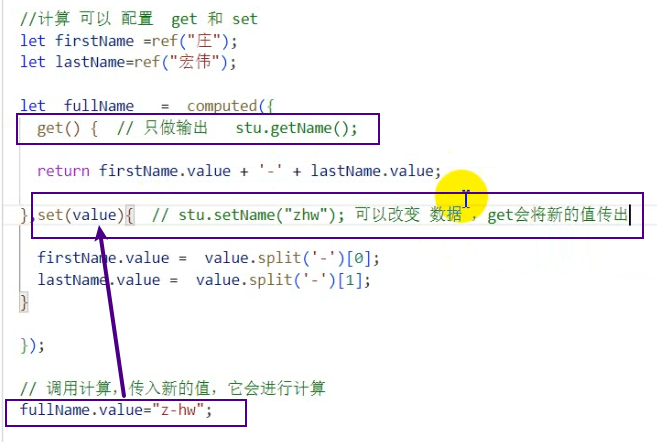 //计算 可以 配置  get 和 set
let firstName =ref("庄");
let lastName=ref("宏伟");
let  fullName   =  computed({
get() {  // 只做输出   stu.getName();
return firstName.value + '-' + lastName.value;
},set(value){  // stu.setName("zhw"); 可以改变 数据 , get会将新的值传出
firstName.value =  value.split('-')[0];
lastName.value =  value.split('-')[1];
}
});
// 调用计算, 传入新的值, 它会进行计算
fullName.value="z-hw";